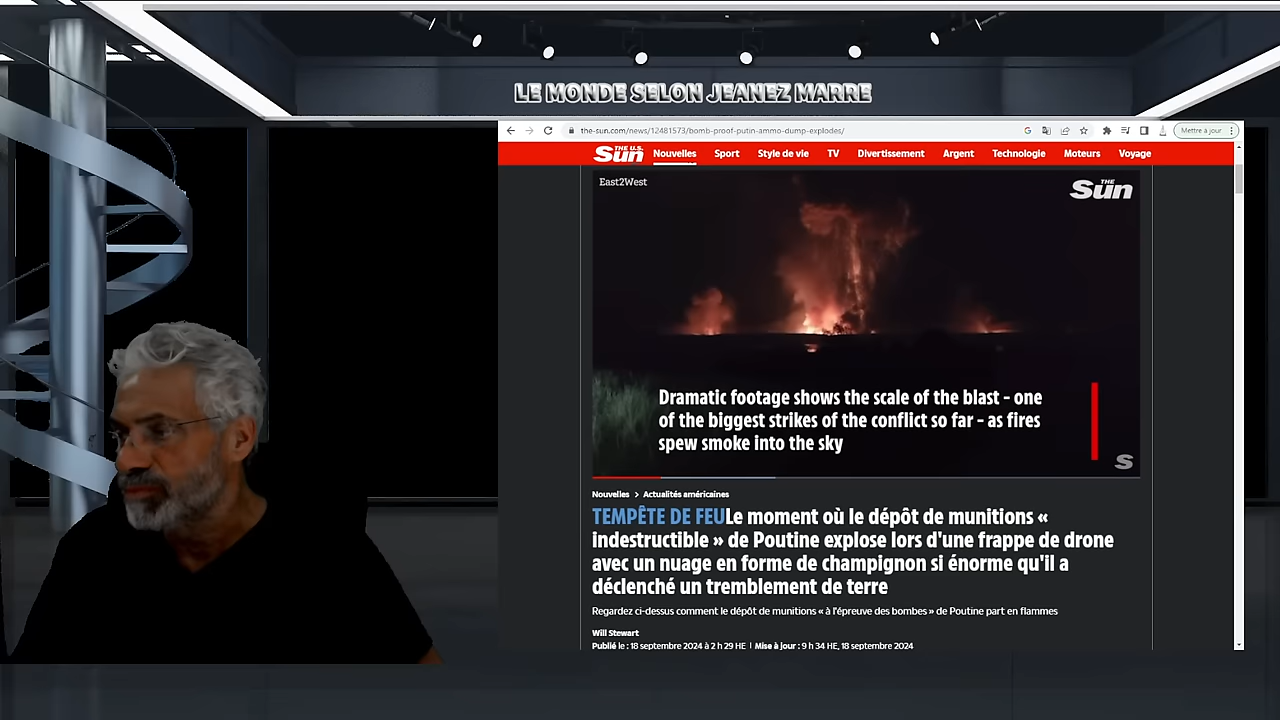 LE MONDE SELON JEANEZ MARRE
the-sun.com/news/12481573/bomb-proof-putin-ammo-dump-explodes/
Mettre à jour
THE U.S. Sun Nouvelles Sport Style de vie TV Divertissement Argent Technologie Moteurs Voyage
East2West
THE Sun
Dramatic footage shows the scale of the blast - one
of the biggest strikes of the conflict so far - as fires
spew smoke into the sky
S
Nouvelles > Actualités américaines
TEMPÊTE DE FEULe moment où le dépôt de munitions «
indestructible » de Poutine explose lors d'une frappe de drone
avec un nuage en forme de champignon si énorme qu'il a
déclenché un tremblement de terre
Regardez ci-dessus comment le dépôt de munitions « à l'épreuve des bombes » de Poutine part en flammes
Will Stewart
Publié le : 18 septembre 2024 à 2 h 29 HE | Mise à jour : 9 h 34 HE, 18 septembre 2024